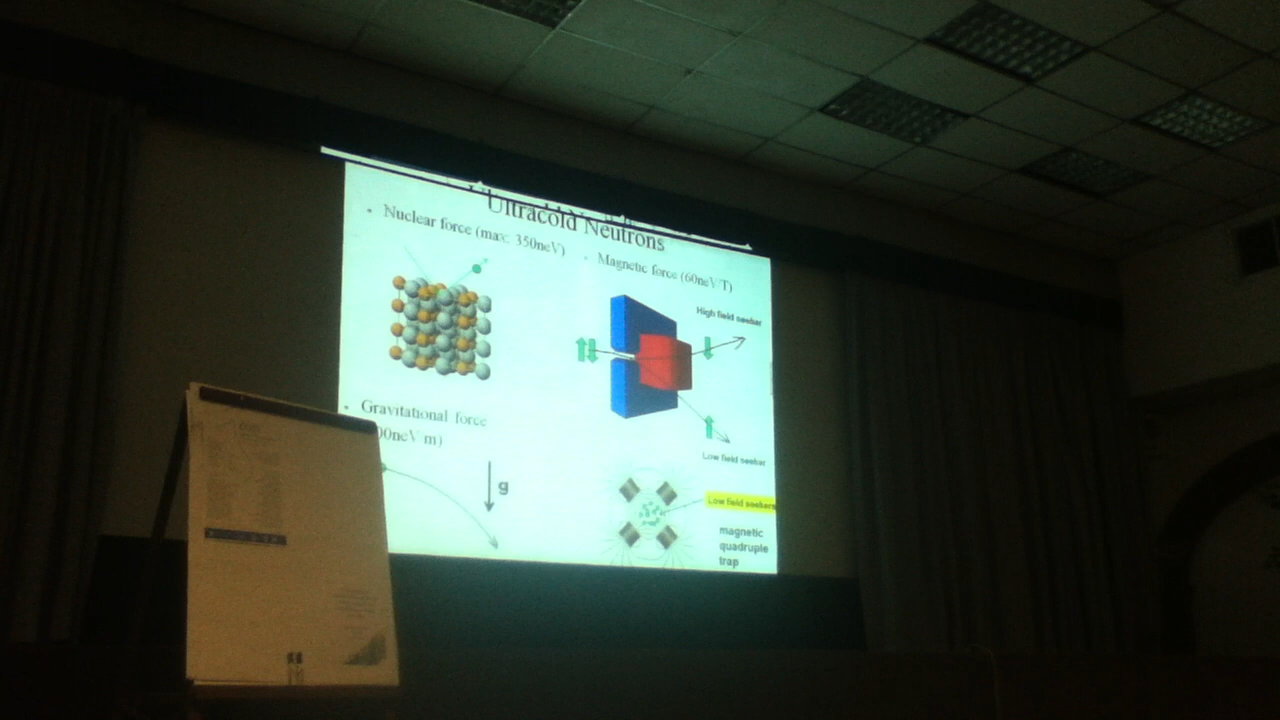 Ultracold Neutrons
• Nuclear force (max: 350neV)
• Magnetic force (60neV/T)
High field seeker
Low field seeker
• Gravitational force
00neV m)
g
Low field seekers
magnetic
quadruple
trap